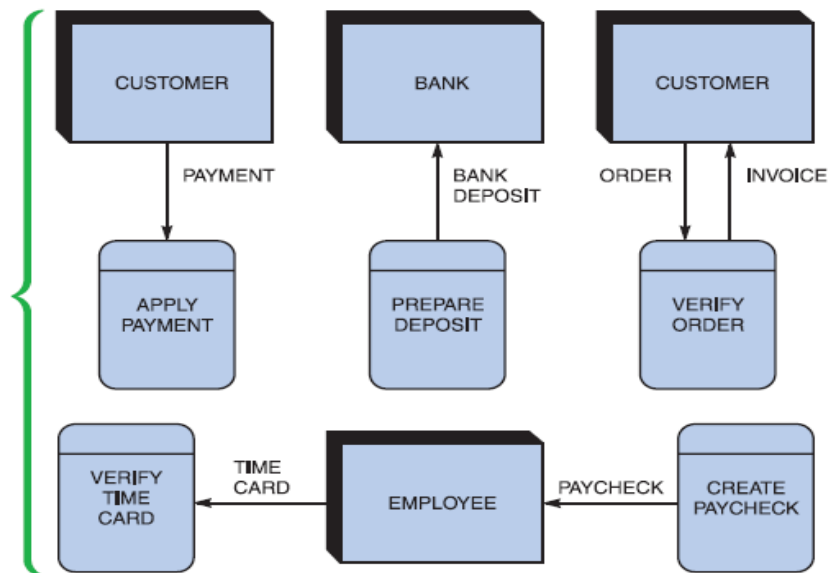 CUSTOMER
BANK
CUSTOMER
PAYMENT
BANK
DEPOSIT
ORDER
INVOICE
APPLY
PAYMENT
PREPARE
DEPOSIT
VERIFY
ORDER
VERIFY
TIME
CARD
TIME
CARD
EMPLOYEE
PAYCHECK
CREATE
PAYCHECK